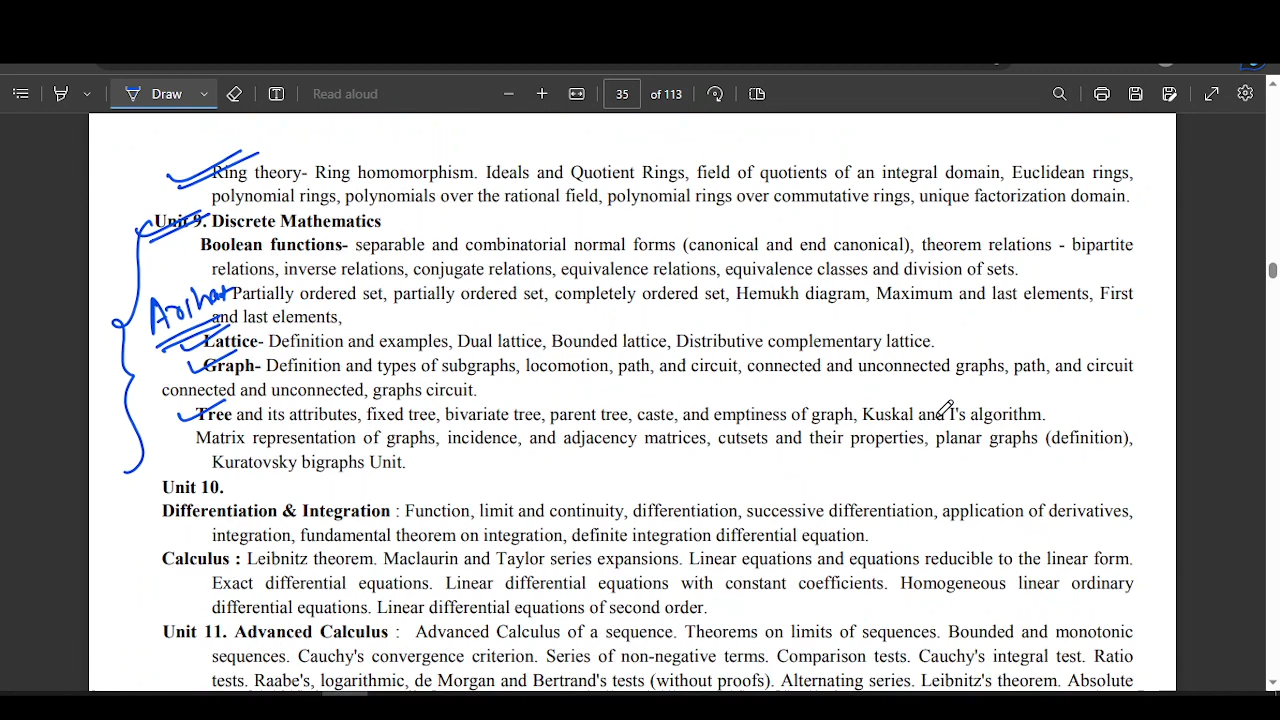 Draw
Read aloud
35
of 113
Ring theory- Ring homomorphism. Ideals and Quotient Rings, field of quotients of an integral domain, Euclidean rings,
polynomial rings, polynomials over the rational field, polynomial rings over commutative rings, unique factorization domain.
Unit 9. Discrete Mathematics
Boolean functions- separable and combinatorial normal forms (canonical and end canonical), theorem relations - bipartite
relations, inverse relations, conjugate relations, equivalence relations, equivalence classes and division of sets.
Partially ordered set, partially ordered set, completely ordered set, Hemukh diagram, Maximum and last elements, First
and last elements,
Lattice- Definition and examples, Dual lattice, Bounded lattice, Distributive complementary lattice.
Graph- Definition and types of subgraphs, locomotion, path, and circuit, connected and unconnected graphs, path, and circuit
connected and unconnected, graphs circuit.
Tree and its attributes, fixed tree, bivariate tree, parent tree, caste, and emptiness of graph, Kuskal and I's algorithm.
Matrix representation of graphs, incidence, and adjacency matrices, cutsets and their properties, planar graphs (definition),
Kuratovsky bigraphs Unit.
Unit 10.
Differentiation & Integration : Function, limit and continuity, differentiation, successive differentiation, application of derivatives,
integration, fundamental theorem on integration, definite integration differential equation.
Calculus : Leibnitz theorem. Maclaurin and Taylor series expansions. Linear equations and equations reducible to the linear form.
Exact differential equations. Linear differential equations with constant coefficients. Homogeneous linear ordinary
differential equations. Linear differential equations of second order.
Unit 11. Advanced Calculus : Advanced Calculus of a sequence. Theorems on limits of sequences. Bounded and monotonic
sequences. Cauchy's convergence criterion. Series of non-negative terms. Comparison tests. Cauchy's integral test. Ratio
tests. Raabe's, logarithmic, de Morgan and Bertrand's tests (without proofs). Alternating series. Leibnitz's theorem. Absolute